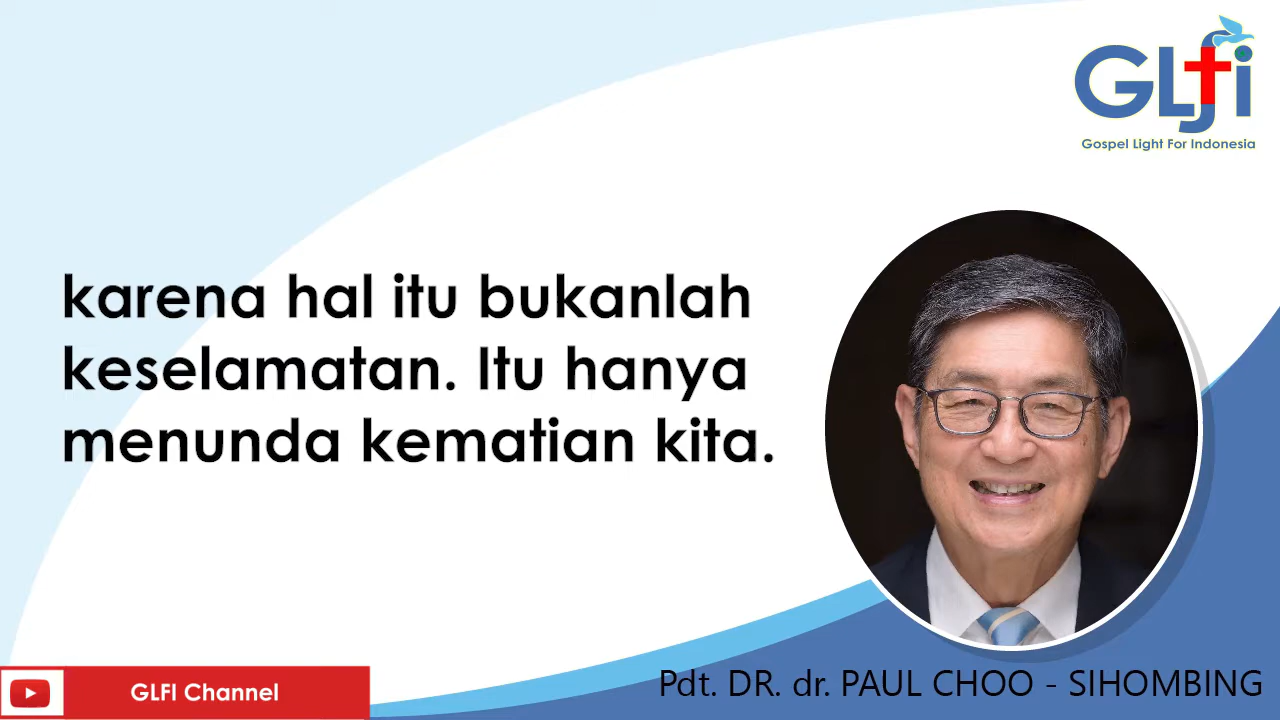 GLfi
Gospel Light For Indonesia
karena hal itu bukanlah
keselamatan. Itu hanya
menunda kematian kita.
GLFI Channel
Pdt. DR. dr. PAUL CHOO - SIHOMBING